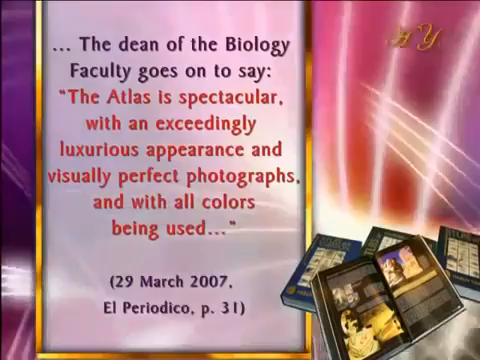 ... The dean of the Biology
Faculty goes on to say:
"The Atlas is spectacular,
with an exceedingly
luxurious appearance and
visually perfect photographs,
and with all colors
being used..."
(29 March 2007,
El Periodico, p. 31)
HY